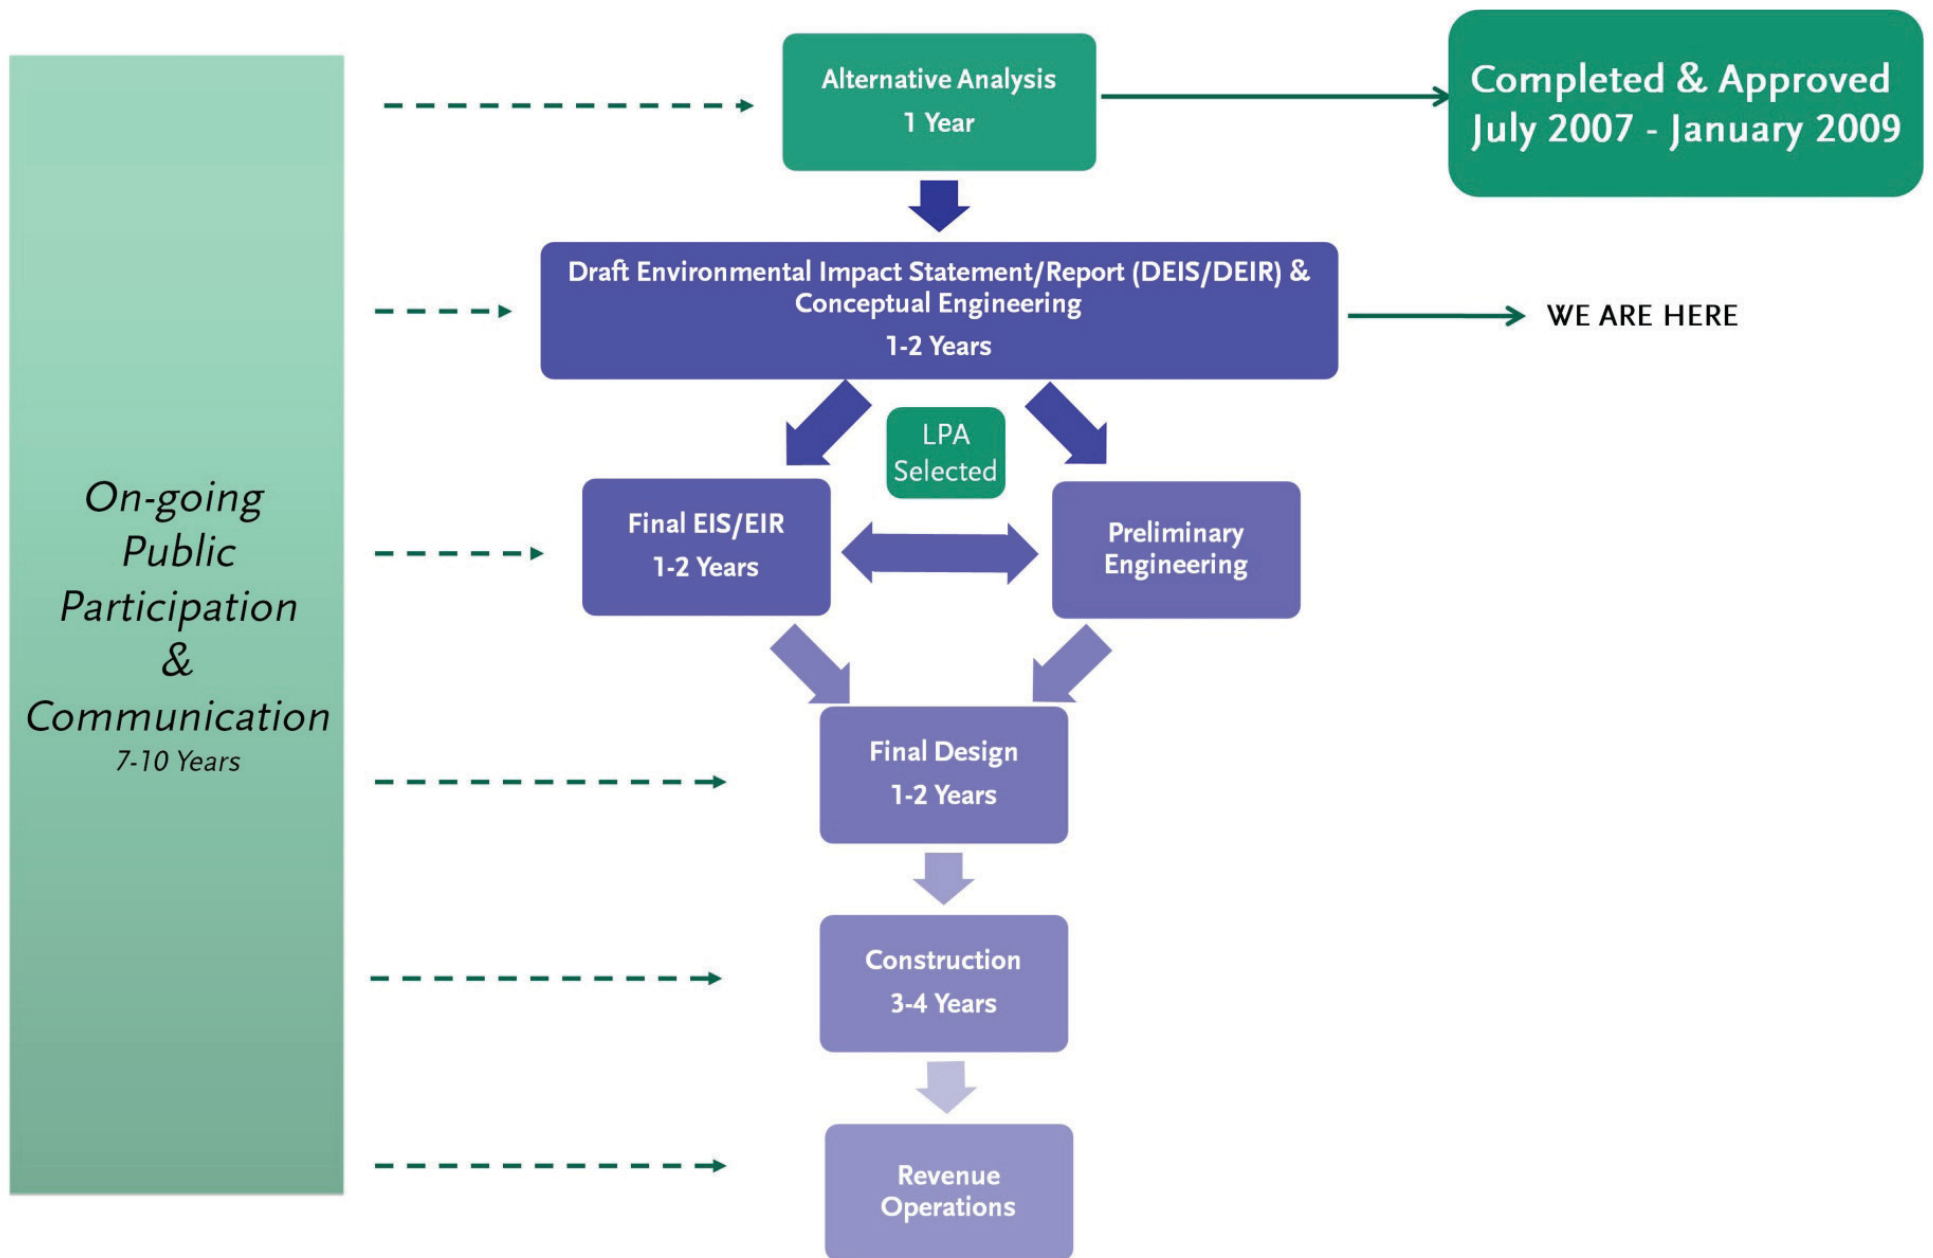 Alternative Analysis
1 Year
Completed & Approved
July 2007 - January 2009
Draft Environmental Impact Statement/Report (DEIS/DEIR) &
Conceptual Engineering
1-2 Years
WE ARE HERE
LPA
Selected
On-going
Public
Participation
&
Communication
7-10 Years
Final EIS/EIR
1-2 Years
Preliminary
Engineering
Final Design
1-2 Years
Construction
3-4 Years
Revenue
Operations